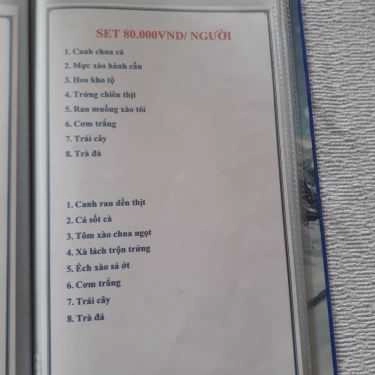 SET 80.000VNĐ/ NGƯỜI
1. Canh chua cá
2. Mực xào hành cần
3. Heo kho tộ
4. Trứng chiên thịt
5. Rau muống xào tỏi
6. Cơm trắng
7. Trái cây
8. Trà đá
1. Canh rau dền thịt
2. Cá sốt cà
3. Tôm xào chua ngọt
4. Xà lách trộn trứng
5. Ếch xào sả ớt
6. Cơm trắng
7. Trái cây
8. Trà đá